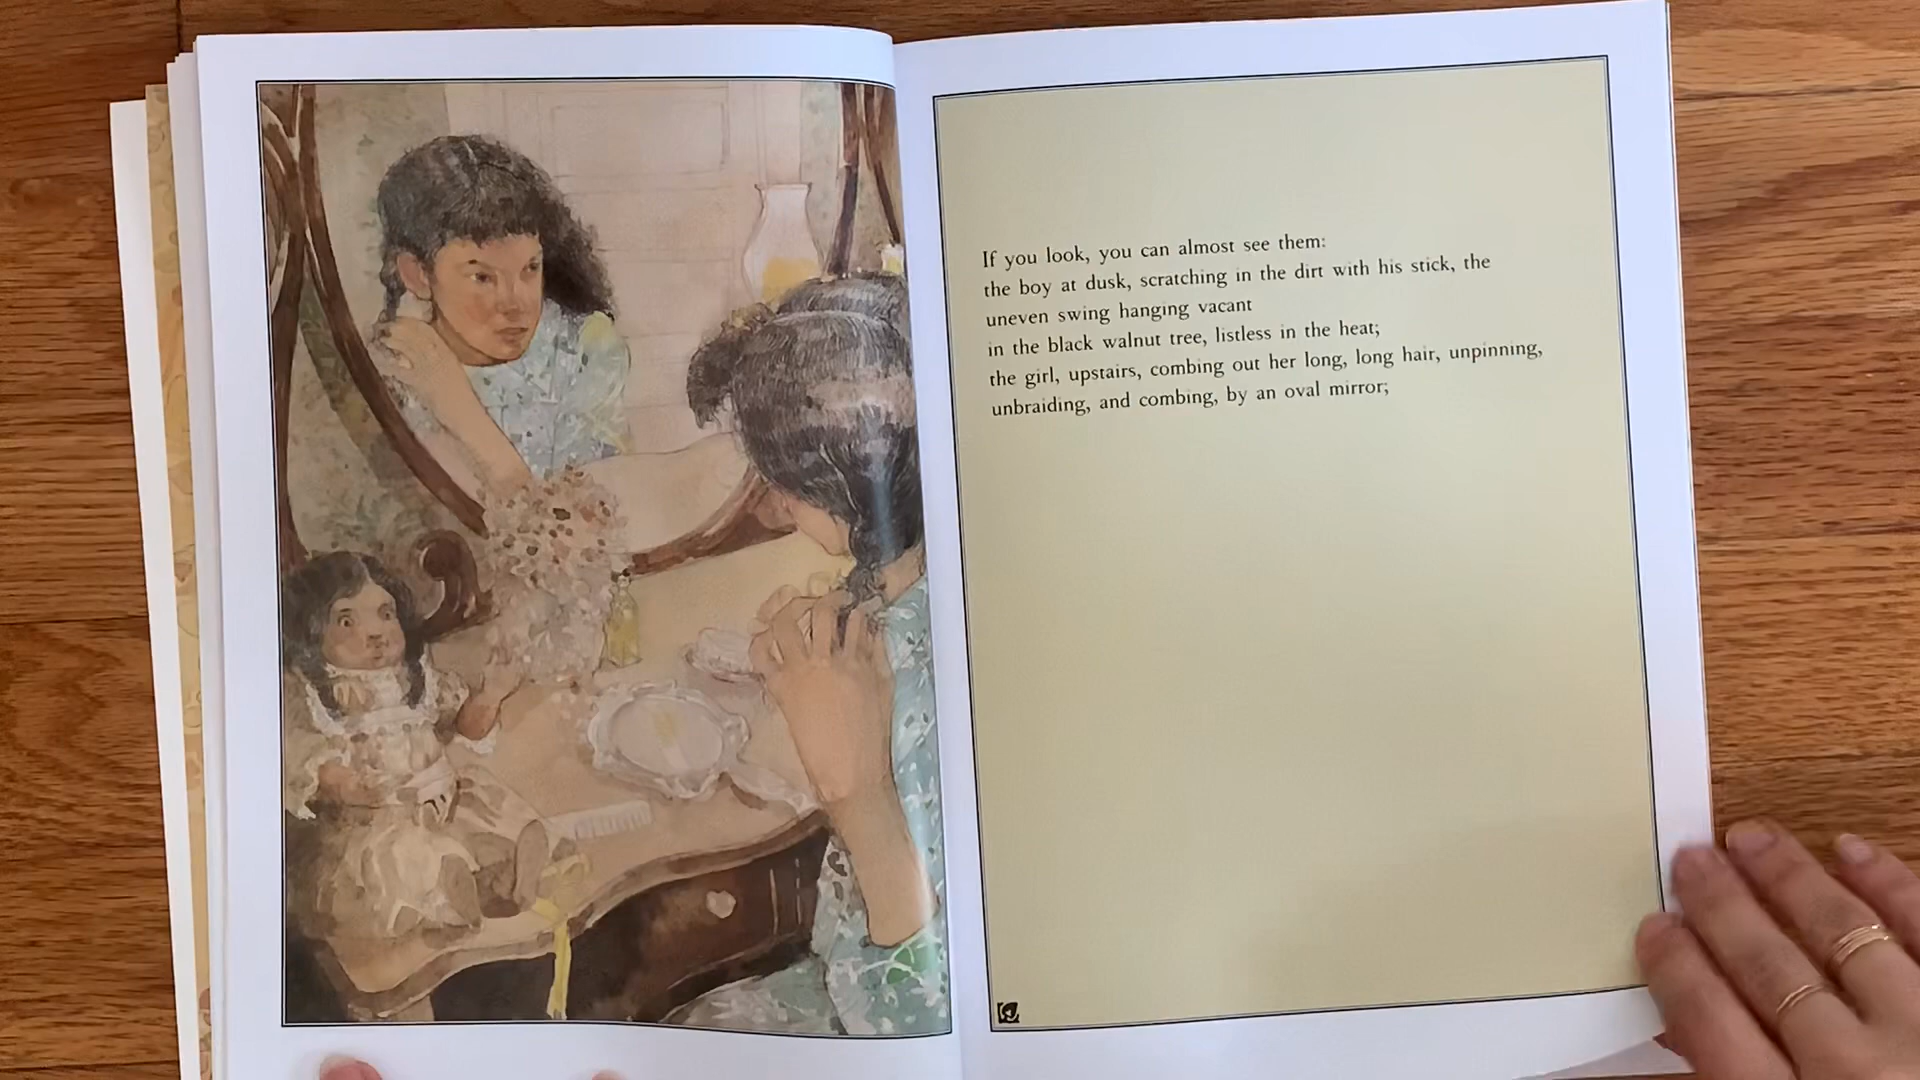 If you look, you can almost see them:
the boy at dusk, scratching in the dirt with his stick, the
uneven swing hanging vacant
in the black walnut tree, listless in the heat;
the girl, upstairs, combing out her long, long hair, unpinning,
unbraiding, and combing, by an oval mirror;